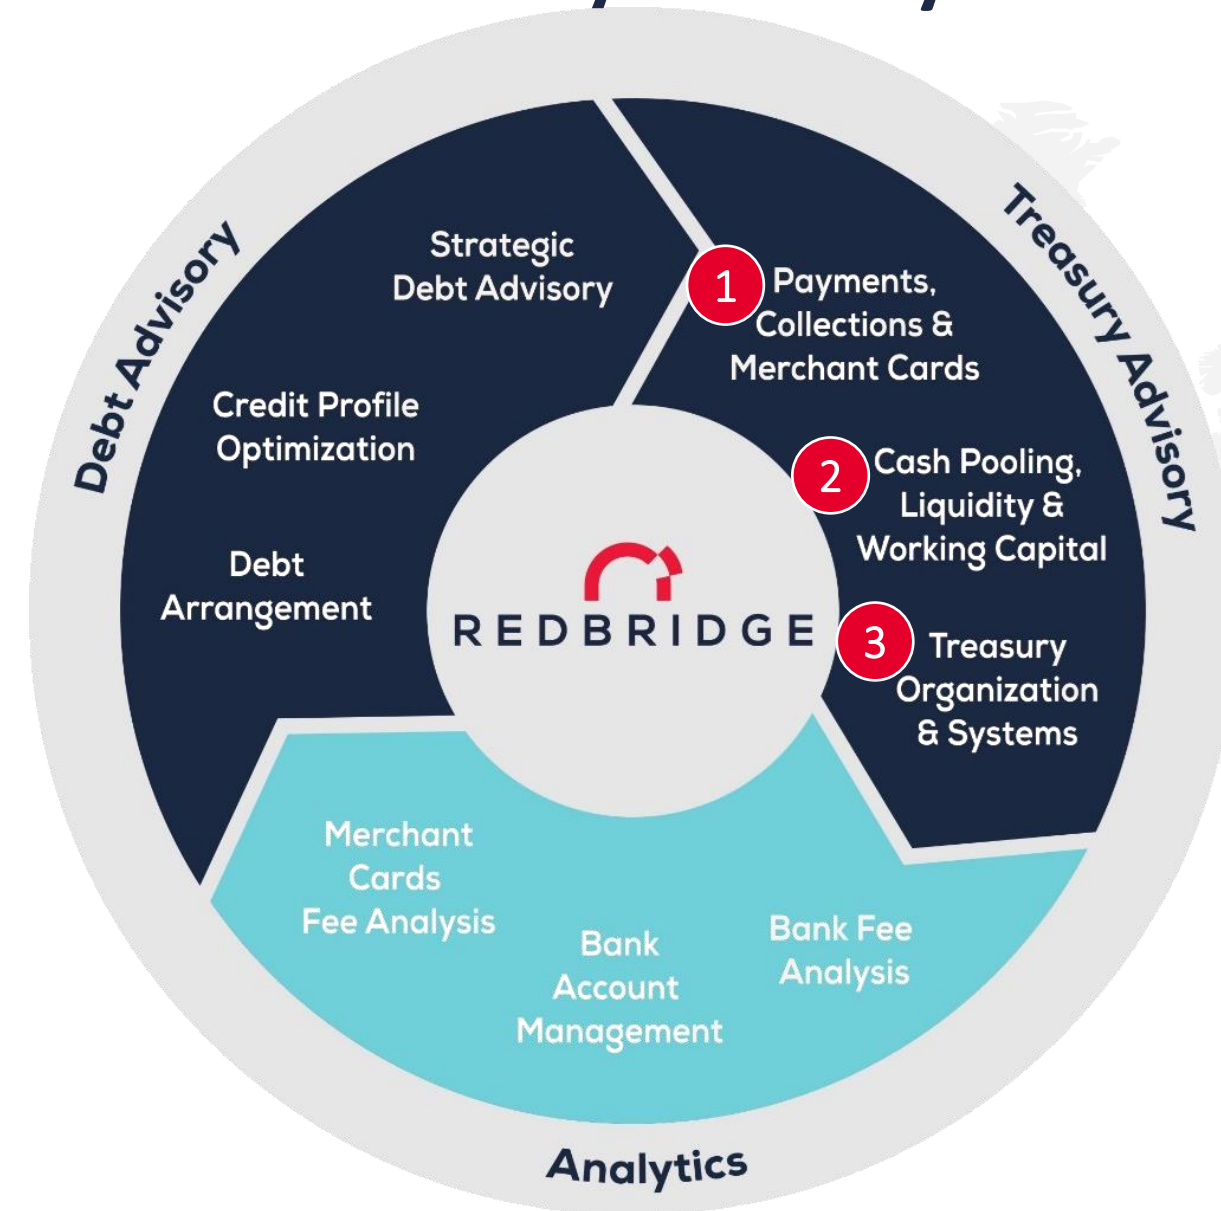 Debt Advisory
Strategic
Debt Advisory
Credit Profile
Optimization
Debt
Arrangement
Treasury Advisory
1
Payments,
Collections &
Merchant Cards
2
Cash Pooling,
Liquidity &
Working Capital
3
Treasury
Organization
& Systems
REDBRIDGE
Merchant
Cards
Fee Analysis
Bank
Account
Management
Bank Fee
Analysis
Analytics